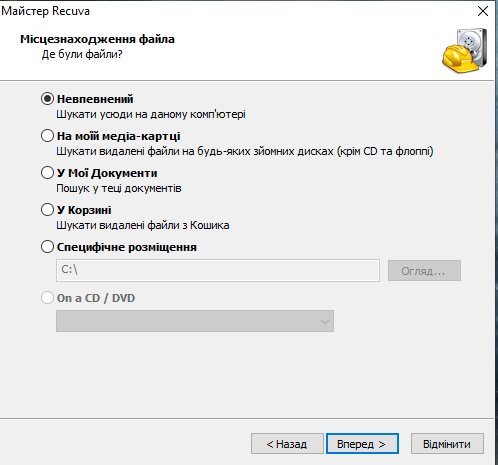 Майстер Recuva
Місцезнаходження файла
Де були файли?
Невпевнений
Шукати усюди на даному комп'ютері
На моїй медіа-картці
Шукати видалені файли на будь-яких зйомних дисках (крім CD та флоппі)
У Мої Документи
Пошук у теці документів
У Корзині
Шукати видалені файли з Кошика
Специфічне розміщення
C:\
Огляд...
On a CD / DVD
< Назад
Вперед >
Відмінити